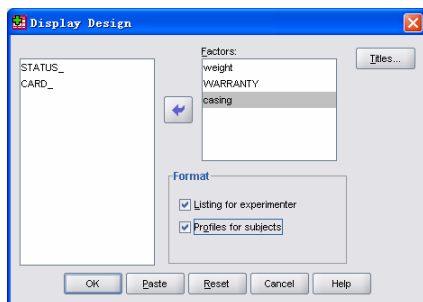 Display Design
Factors:
STATUS_
CARD_
weight
WARRANTY
casing
Titles...
Format
Listing for experimenter
Profiles for subjects
OK
Paste
Reset
Cancel
Help